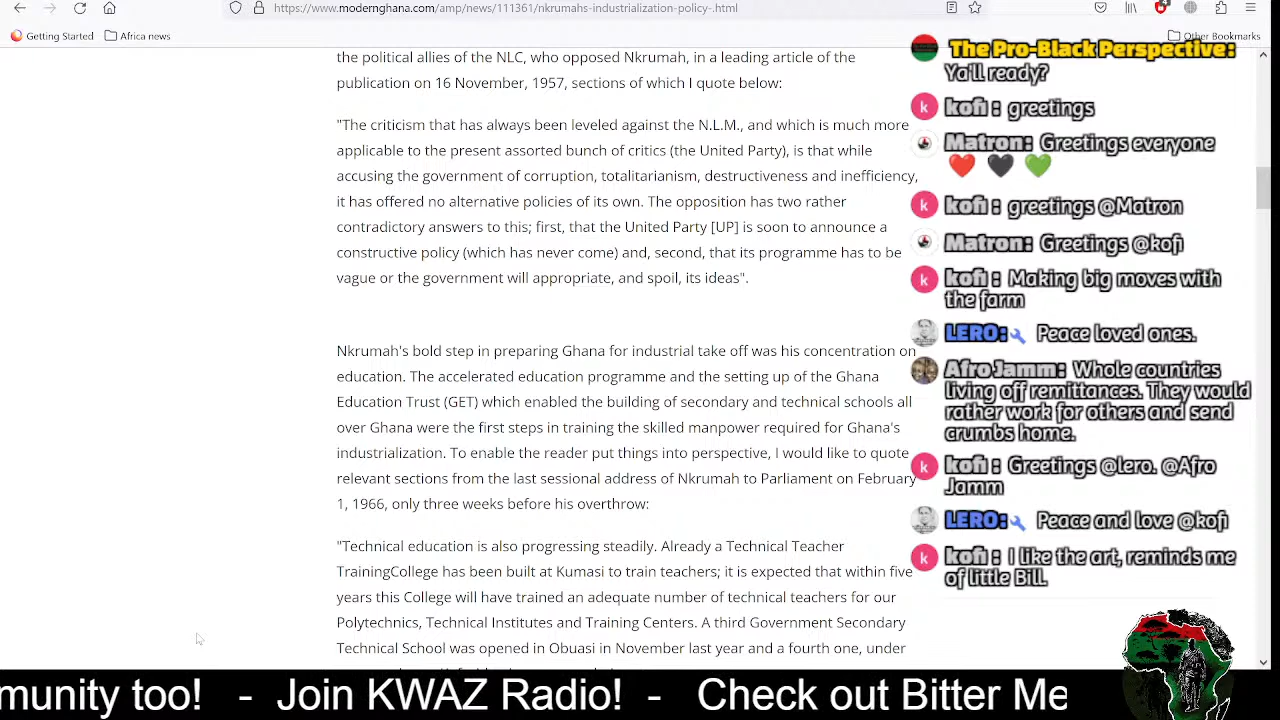 https://www.modernghana.com/amp/news/111361/nkrumahs-industrialization-policy-.html
4
Getting Started
Africa news
Other Bookmarks
the political allies of the NLC, who opposed Nkrumah, in a leading article of the
publication on 16 November, 1957, sections of which I quote below:
"The criticism that has always been leveled against the N.L.M., and which is much more
applicable to the present assorted bunch of critics (the United Party), is that while
accusing the government of corruption, totalitarianism, destructiveness and inefficiency,
it has offered no alternative policies of its own. The opposition has two rather
contradictory answers to this; first, that the United Party [UP] is soon to announce a
constructive policy (which has never come) and, second, that its programme has to be
vague or the government will appropriate, and spoil, its ideas".
Nkrumah's bold step in preparing Ghana for industrial take off was his concentration on
education. The accelerated education programme and the setting up of the Ghana
Education Trust (GET) which enabled the building of secondary and technical schools all
over Ghana were the first steps in training the skilled manpower required for Ghana's
industrialization. To enable the reader put things into perspective, I would like to quote
relevant sections from the last sessional address of Nkrumah to Parliament on February
1, 1966, only three weeks before his overthrow:
"Technical education is also progressing steadily. Already a Technical Teacher
TrainingCollege has been built at Kumasi to train teachers; it is expected that within five
years this College will have trained an adequate number of technical teachers for our
Polytechnics, Technical Institutes and Training Centers. A third Government Secondary
Technical School was opened in Obuasi in November last year and a fourth one, under
The Pro-Black Perspective:
Ya'll ready?
k
kofi : greetings
Matron: Greetings everyone
k
kofi : greetings @Matron
Matron: Greetings @kofi
k
kofi : Making big moves with
the farm
LERO: Peace loved ones.
Afro Jamm: Whole countries
living off remittances. They would
rather work for others and send
crumbs home.
k
kofi : Greetings @lero. @Afro
Jamm
LERO: Peace and love @kofi
k
kofi : I like the art, reminds me
of little Bill.
munity too! - Join KWAZ Radio! - Check out Bitter Me